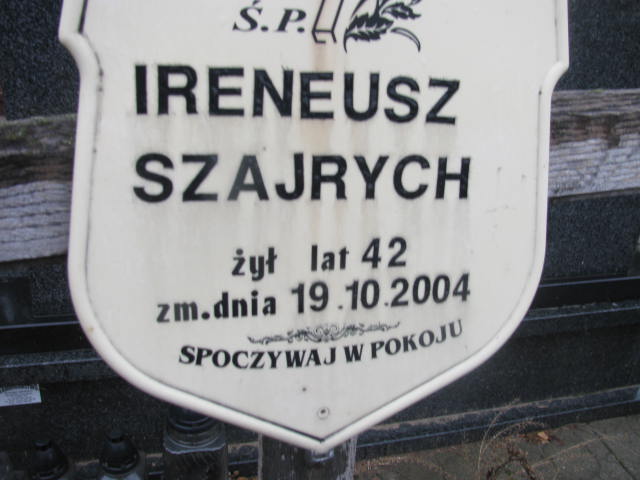 Ś.P.
IRENEUSZ
SZAJRYCH
żył lat 42
zm.dnia 19.10.2004
SPOCZYWAJ W POKOJU